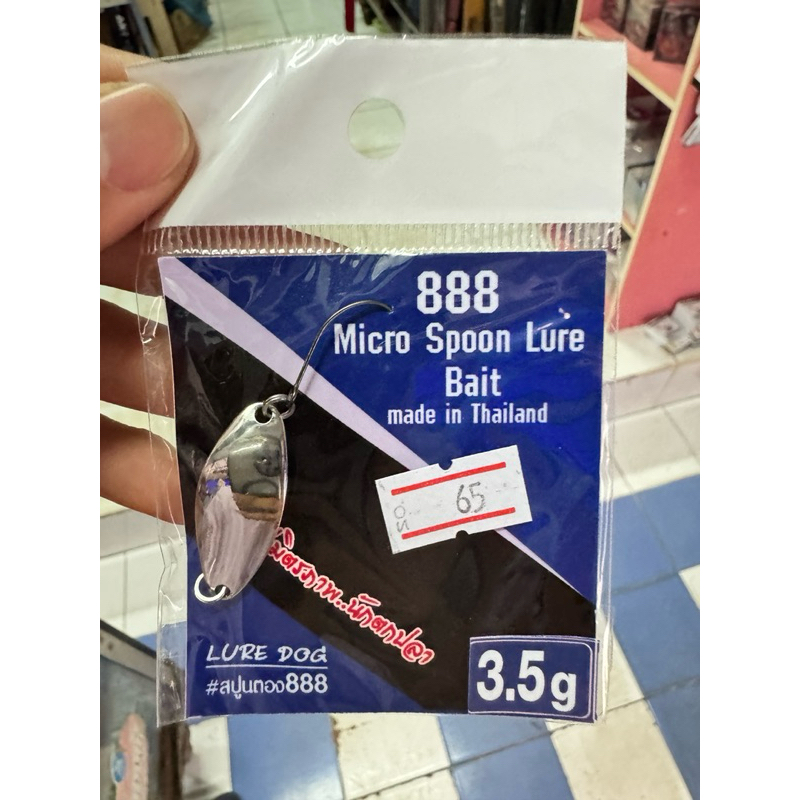 888
Micro Spoon Lure
Bait
made in Thailand
65
มิตรภาพ..นักตกปลา
LURE DOG
#สปูนตอง888
3.5g